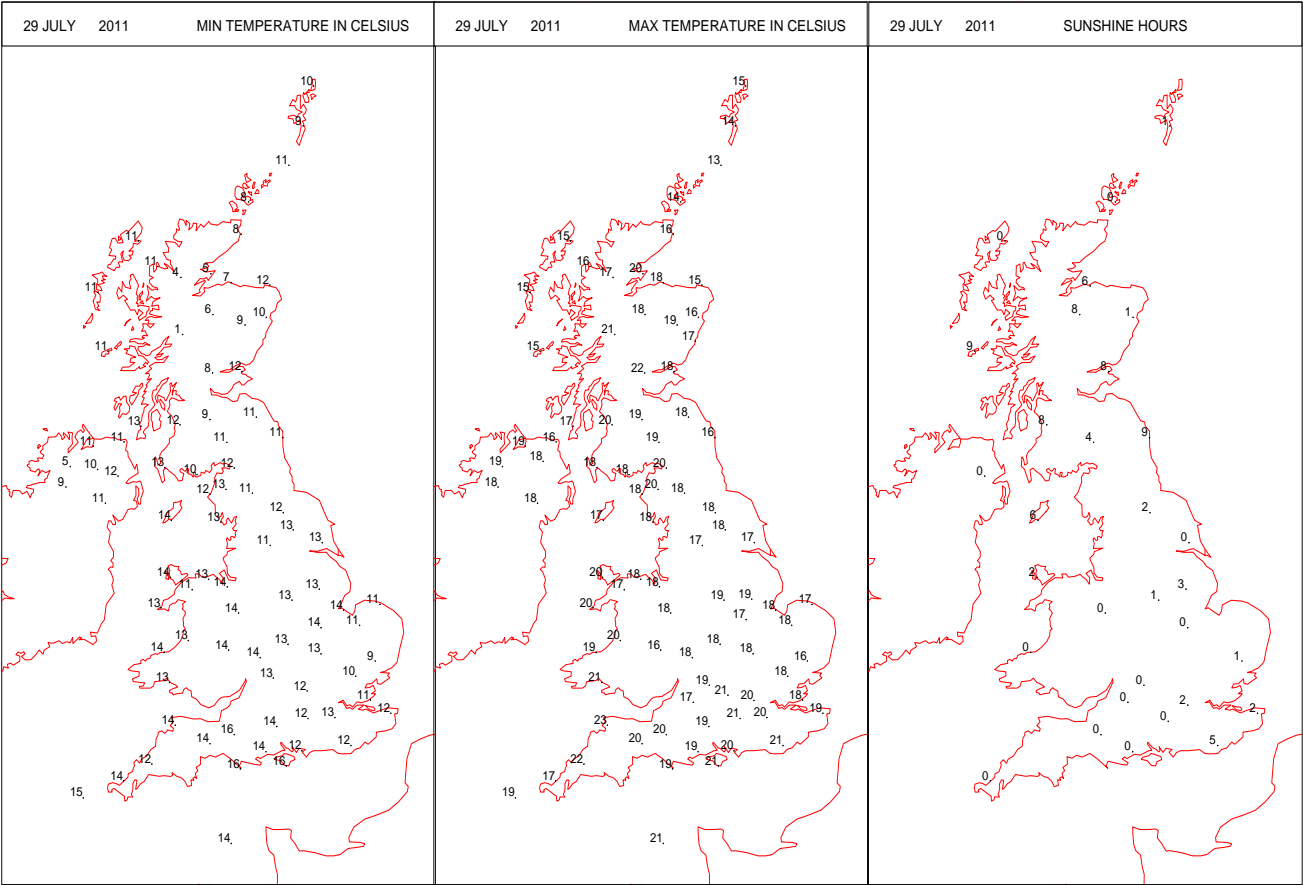 29 JULY 2011 MIN TEMPERATURE IN CELSIUS
10.
9.
11.
8.
8.
11.
11. 4. 6. 7. 12.
11.
6. 9. 10.
1.
11.
8. 12.
13. 12. 9. 11.
11. 11. 11. 11.
5. 10. 12. 13. 10. 12.
9. 11. 12. 13. 11.
14. 13. 12.
13. 13.
11.
14. 11. 13. 14. 13.
13. 14. 13. 14. 11.
14. 11.
14. 13. 14. 14. 13. 13. 9.
13. 13. 12. 10. 11.
14. 16. 14. 12. 13. 12.
14. 14. 12. 12.
12. 14. 16. 16.
15.
14.
29 JULY 2011 MAX TEMPERATURE IN CELSIUS
15.
14.
13.
14.
16.
15.
16. 17. 20. 18. 15.
15.
18. 19. 16.
21. 17.
15.
22. 18.
17. 20. 19. 18.
19. 16. 19. 16.
19. 18. 18. 18. 20.
18. 18. 18. 20. 18.
17. 18. 18.
18. 17.
17.
20. 17. 18. 18.
20. 18. 19. 19. 18. 17.
17. 18.
19. 20. 16. 18. 18. 18. 16.
21. 19. 18.
17. 21. 20. 18.
23. 20. 19. 21. 20. 19.
20. 19. 20. 21.
22. 17. 19. 21.
19.
21.
29 JULY 2011 SUNSHINE HOURS
1.
6.
0.
6.
8. 1.
9.
8.
8. 4. 9.
0.
6. 2.
0.
2. 3.
0. 1.
0.
0. 1.
0.
0. 2. 2.
0. 0. 5.
0.
0.